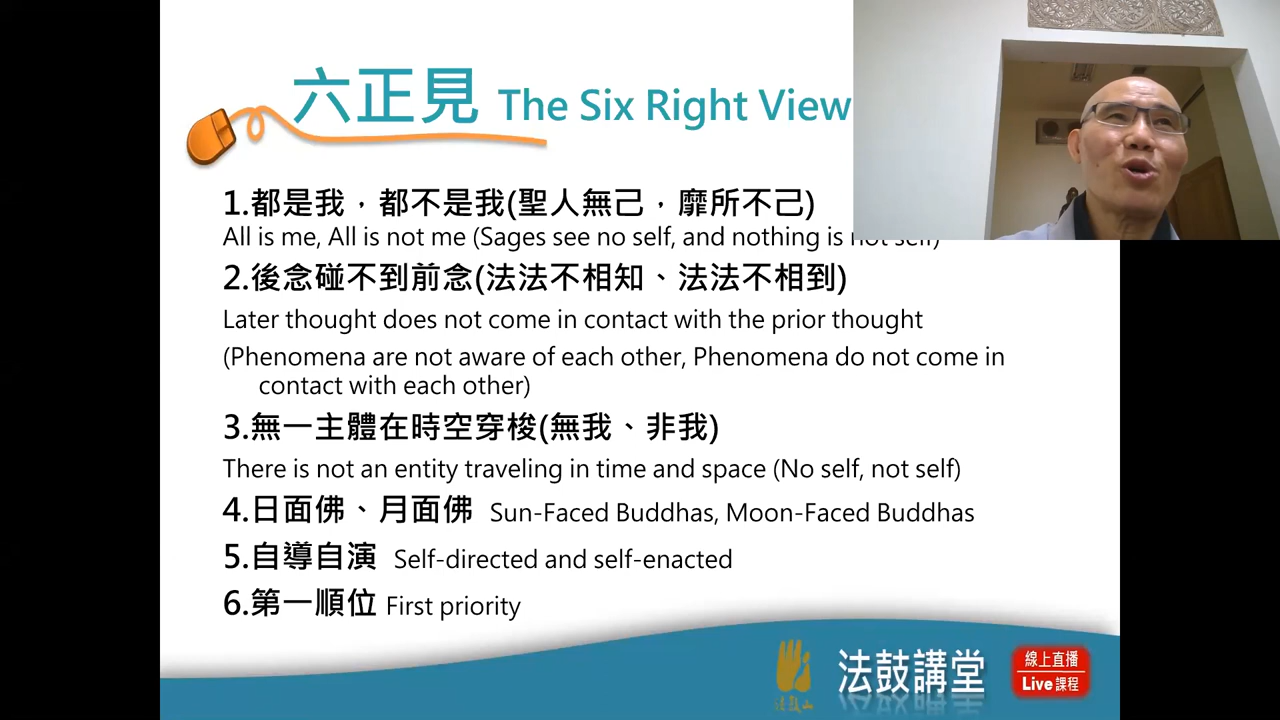 六正見 The Six Right View
1.都是我，都不是我(聖人無己，靡所不己)
All is me, All is not me (Sages see no self, and nothing is not self)
2.後念碰不到前念(法法不相知、法法不相到)
Later thought does not come in contact with the prior thought
(Phenomena are not aware of each other, Phenomena do not come in
contact with each other)
3.無一主體在時空穿梭(無我、非我)
There is not an entity traveling in time and space (No self, not self)
4.日面佛、月面佛 Sun-Faced Buddhas, Moon-Faced Buddhas
5.自導自演 Self-directed and self-enacted
6.第一順位 First priority
法鼓山
法鼓講堂
線上直播
Live 課程